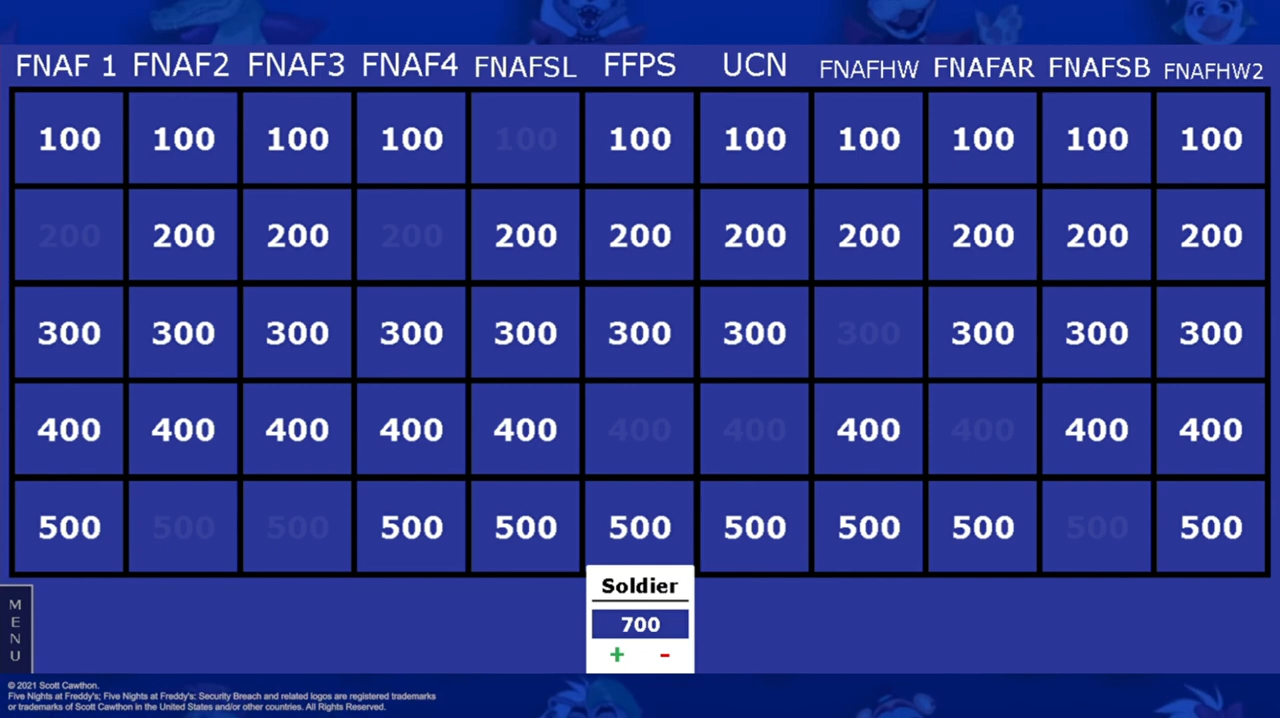 FNAF 1 FNAF2 FNAF3 FNAF4 FNAFSL FFPS UCN FNAFHW FNAFAR FNAFSB FNAFHW2
100 100 100 100 100 100 100 100 100 100 100
200 200 200 200 200 200 200 200 200 200 200
300 300 300 300 300 300 300 300 300 300 300
400 400 400 400 400 400 400 400 400 400 400
500 500 500 500 500 500 500 500 500 500 500
Soldier
700
+ -
MENU
© 2021 Scott Cawthon.
Five Nights at Freddy's; Five Nights at Freddy's: Security Breach and related logos are registered trademarks
or trademarks of Scott Cawthon in the United States and/or other countries. All Rights Reserved.